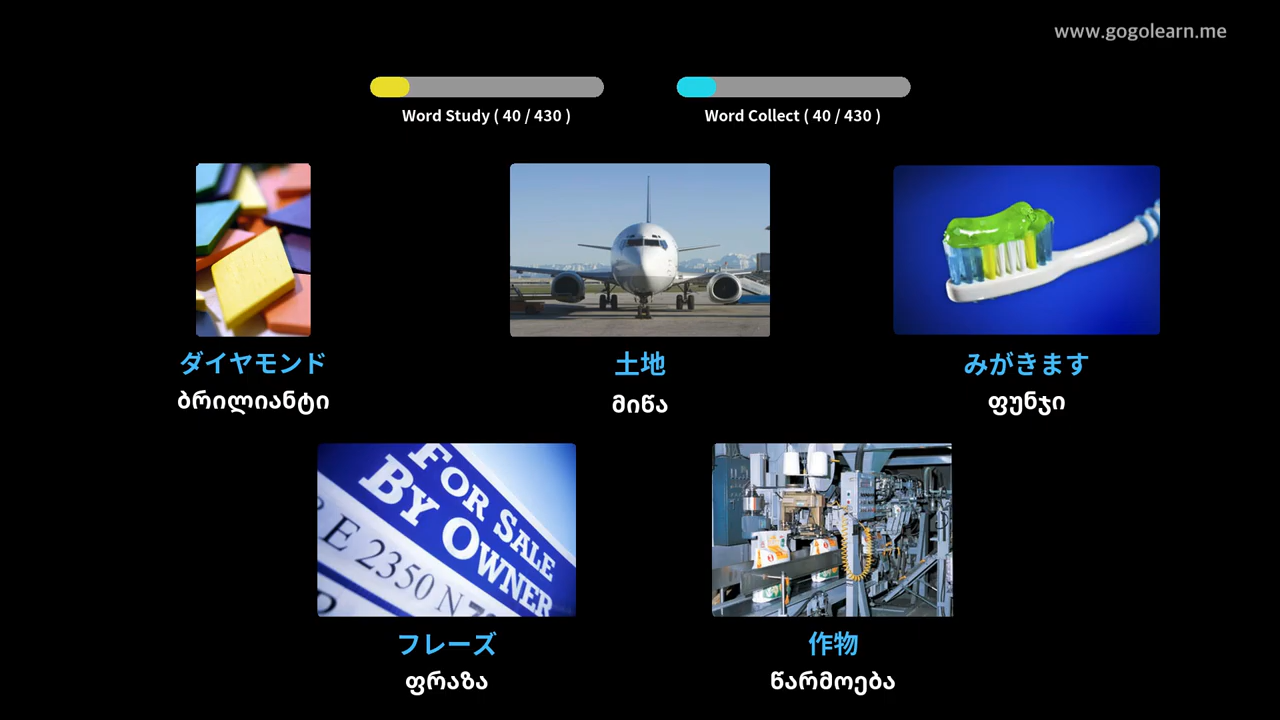 www.gogolearn.me
Word Study ( 40 / 430 )
Word Collect ( 40 / 430 )
ダイヤモンド
ბრილიანტი
土地
მიწა
みがきます
ფუნჯი
FOR SALE
BY OWNER
E 2350 N
フレーズ
ფრაზა
作物
წარმოება